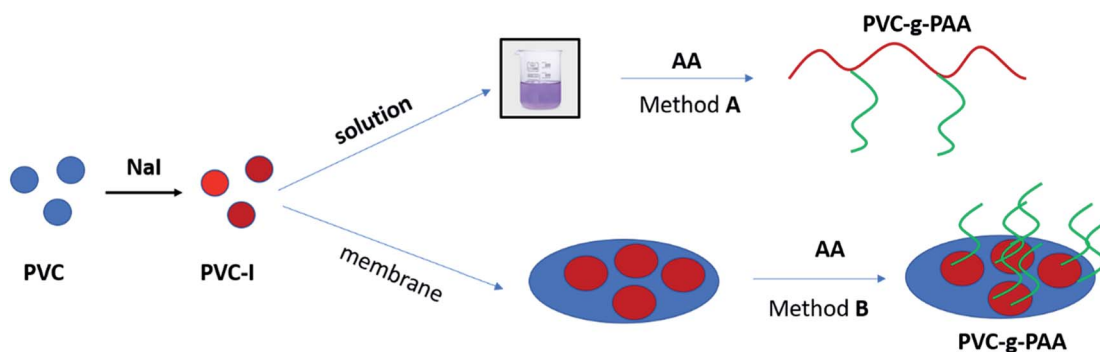 PVC-g-PAA
AA
Method A
solution
NaI
PVC
PVC-I
membrane
AA
Method B
PVC-g-PAA